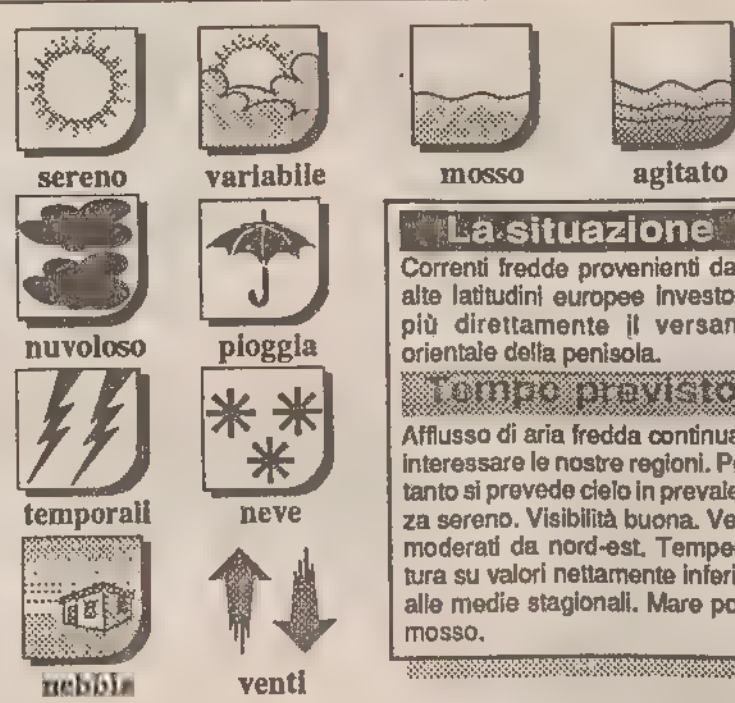 sereno
variabile
mosso
agitato
nuvoloso
pioggia
temporali
neve
nebbia
venti
La situazione
Correnti fredde provenienti da
alte latitudini europee investo-
più direttamente il versan
orientale della penisola.
Tempo previsto
Afflusso di aria fredda continua
interessare le nostre regioni. Pe
tanto si prevede cielo in prevale
za sereno. Visibilità buona. Ve
moderati da nord-est. Tempe-
tura su valori nettamente inferi
alle medie stagionali. Mare po
mosso.